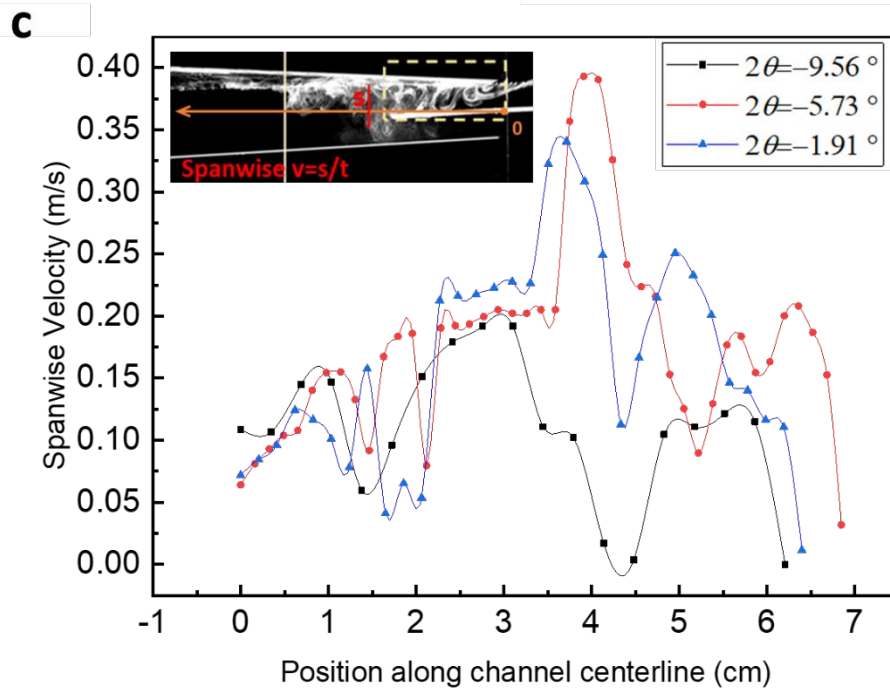 c
0.40
0.35
0.30
0.25
0.20
0.15
0.10
0.05
0.00
Spanwise Velocity (m/s)
s
0
Spanwise v=s/t
2θ=–9.56 °
2θ=–5.73 °
2θ=–1.91 °
-1 0 1 2 3 4 5 6 7
Position along channel centerline (cm)